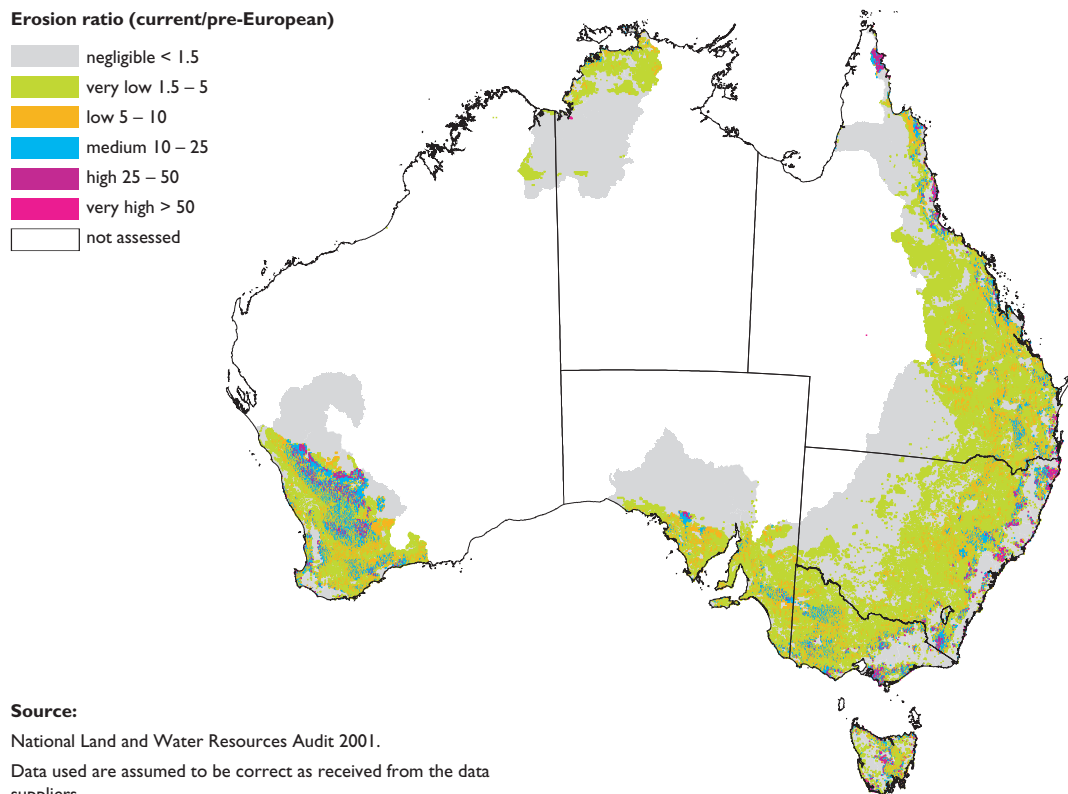 Erosion ratio (current/pre-European)
negligible < 1.5
very low 1.5 – 5
low 5 – 10
medium 10 – 25
high 25 – 50
very high > 50
not assessed
Source:
National Land and Water Resources Audit 2001.
Data used are assumed to be correct as received from the data
suppliers